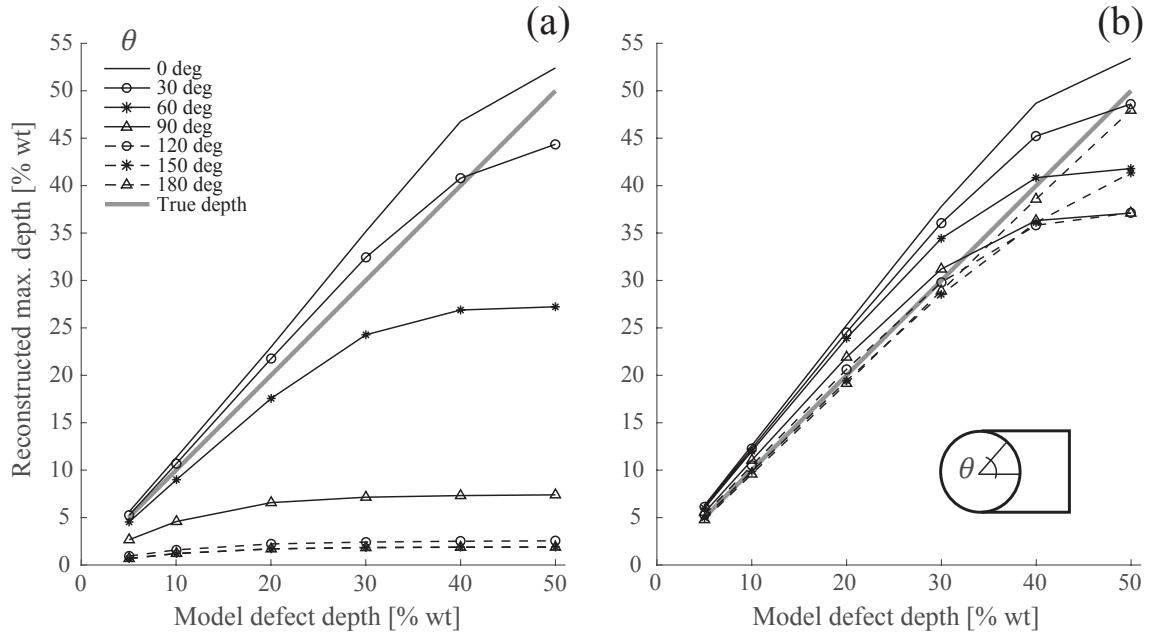 (a)
(b)
θ
0 deg
30 deg
60 deg
90 deg
120 deg
150 deg
180 deg
True depth
Reconstructed max. depth [% wt]
55
50
45
40
35
30
25
20
15
10
5
0
0
10
20
30
40
50
Model defect depth [% wt]
55
50
45
40
35
30
25
20
15
10
5
0
0
10
20
30
40
50
Model defect depth [% wt]
θ